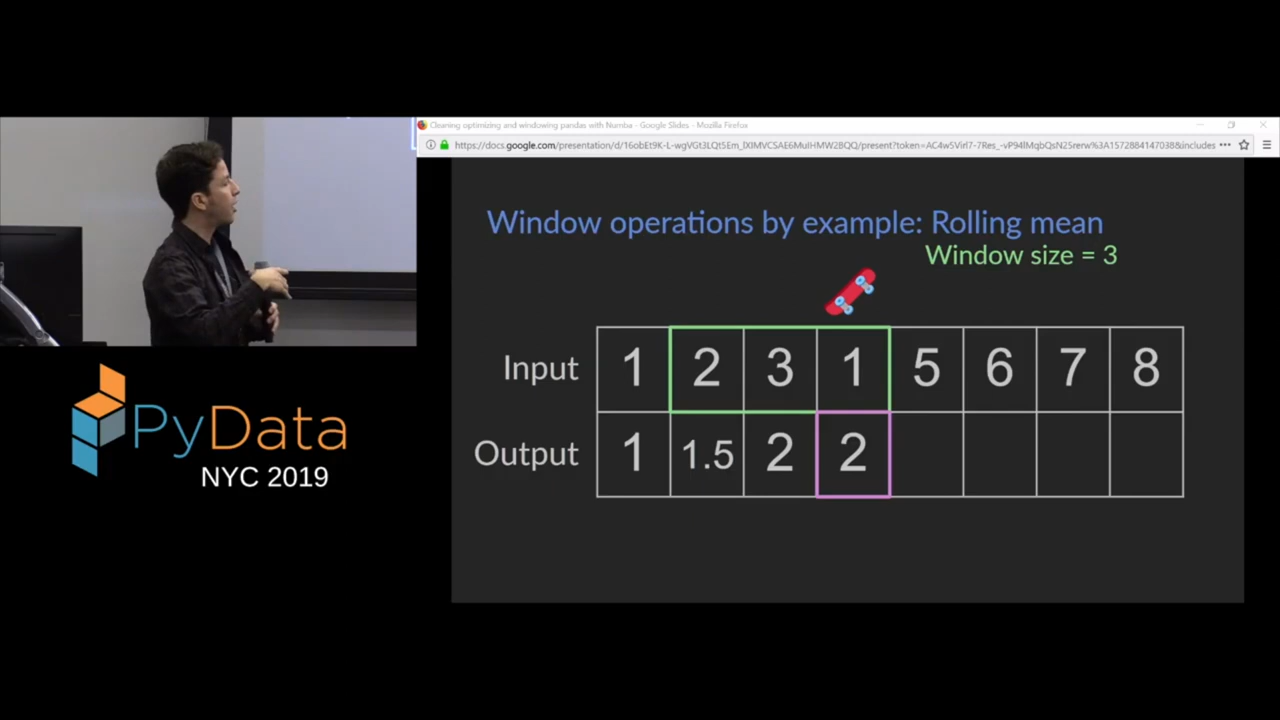 Cleaning optimizing and windowing pandas with Numba - Google Slides - Mozilla Firefox
Window operations by example: Rolling mean
Window size = 3
Input 1 2 3 1 5 6 7 8
Output 1 1.5 2 2
PyData
NYC 2019